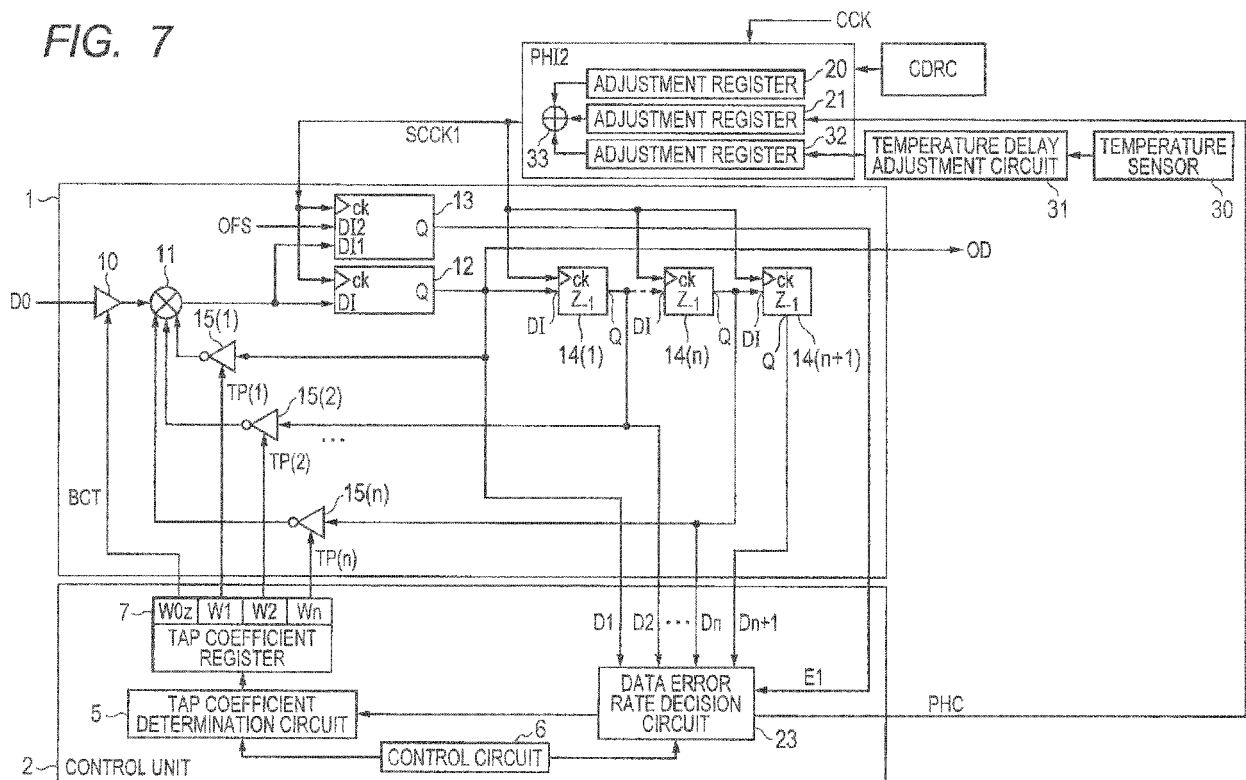 FIG. 7
CCK
PHI2
20
ADJUSTMENT REGISTER
CDRC
21
ADJUSTMENT REGISTER
SCCK1
33
32
ADJUSTMENT REGISTER
TEMPERATURE DELAY
ADJUSTMENT CIRCUIT
31
TEMPERATURE
SENSOR
30
1
ck
13
OFS
DI2
Q
DI1
OD
10
11
12
ck
Q
DI
D0
ck
Z-1
DI
Q
14(1)
ck
Z-1
DI
Q
14(n)
ck
Z-1
DI
Q
14(n+1)
15(1)
TP(1)
15(2)
...
TP(2)
BCT
15(n)
TP(n)
7
W0z
W1
W2
Wn
TAP COEFFICIENT
REGISTER
D1
D2
...
Dn
Dn+1
E1
5
TAP COEFFICIENT
DETERMINATION CIRCUIT
DATA ERROR
RATE DECISION
CIRCUIT
23
PHC
6
CONTROL CIRCUIT
2
CONTROL UNIT